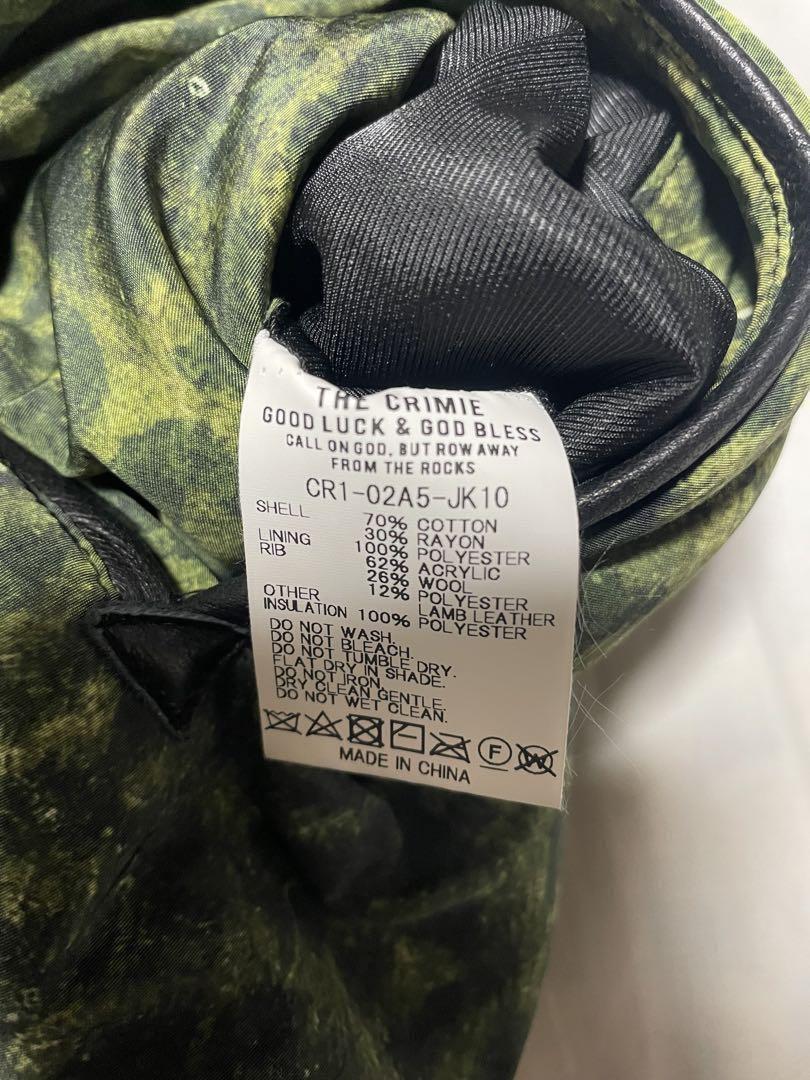 THE CRIMIE
GOOD LUCK & GOD BLESS
CALL ON GOD, BUT ROW AWAY
FROM THE ROCKS
CR1-02A5-JK10
SHELL 70% COTTON
30% RAYON
LINING 100% POLYESTER
RIB 62% ACRYLIC
26% WOOL
12% POLYESTER
OTHER LAMB LEATHER
INSULATION 100% POLYESTER
DO NOT WASH.
DO NOT BLEACH.
DO NOT TUMBLE DRY.
FLAT DRY IN SHADE.
DO NOT IRON.
DRY CLEAN GENTLE.
DO NOT WET CLEAN.
F W
MADE IN CHINA